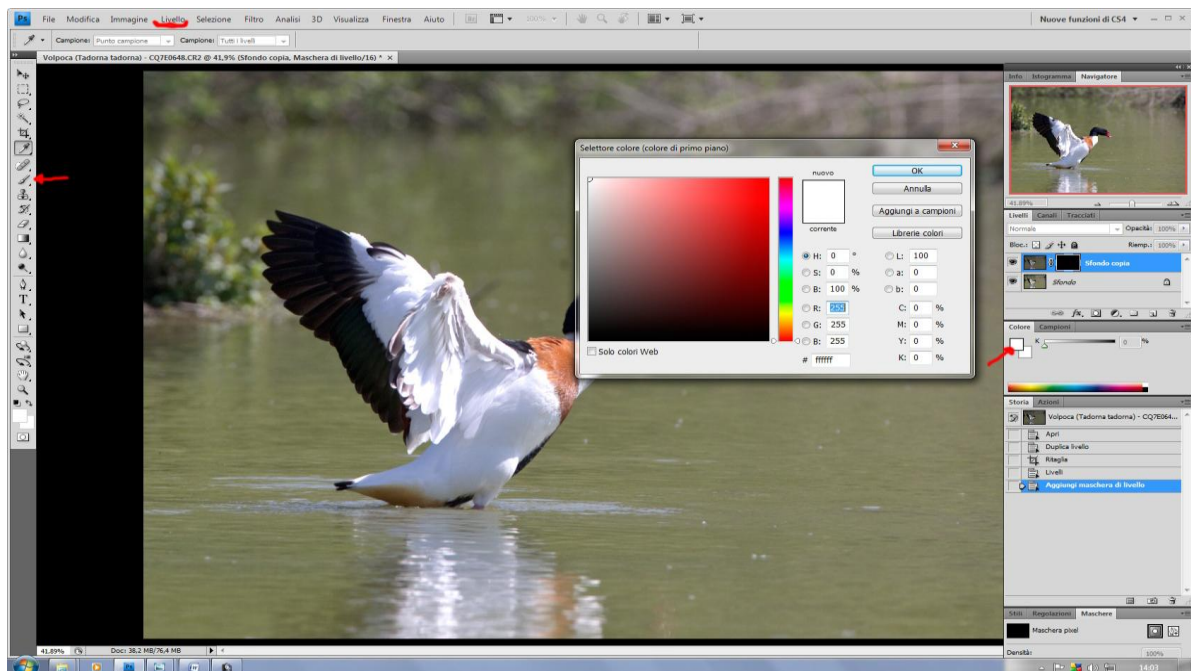 Ps File Modifica Immagine Livello Selezione Filtro Analisi 3D Visualizza Finestra Aiuto Br 100% Nuove funzioni di CS4
Campione: Punto campione Campione: Tutti i livelli
Volpoca (Tadorna tadorna) - CQ7E0648.CR2 @ 41,9% (Sfondo copia, Maschera di livello/16) *
Info Istogramma Navigatore
41.89%
Livelli Canali Tracciati
Normale Opacità: 100%
Bloc.: Riemp.: 100%
Sfondo copia
Sfondo
Colore Campioni
K 0 %
Storia Azioni
Volpoca (Tadorna tadorna) - CQ7E064...
Apri
Duplica livello
Ritaglia
Livelli
Aggiungi maschera di livello
Stili Regolazioni Maschere
Maschera pixel
Densità: 100%
Selettore colore (colore di primo piano)
nuovo
corrente
OK
Annulla
Aggiungi a campioni
Librerie colori
H: 0 ° L: 100
S: 0 % a: 0
B: 100 % b: 0
R: 255 C: 0 %
G: 255 M: 0 %
B: 255 Y: 0 %
# ffffff K: 0 %
Solo colori Web
41,89% Doc: 38,2 MB/76,4 MB
14:03